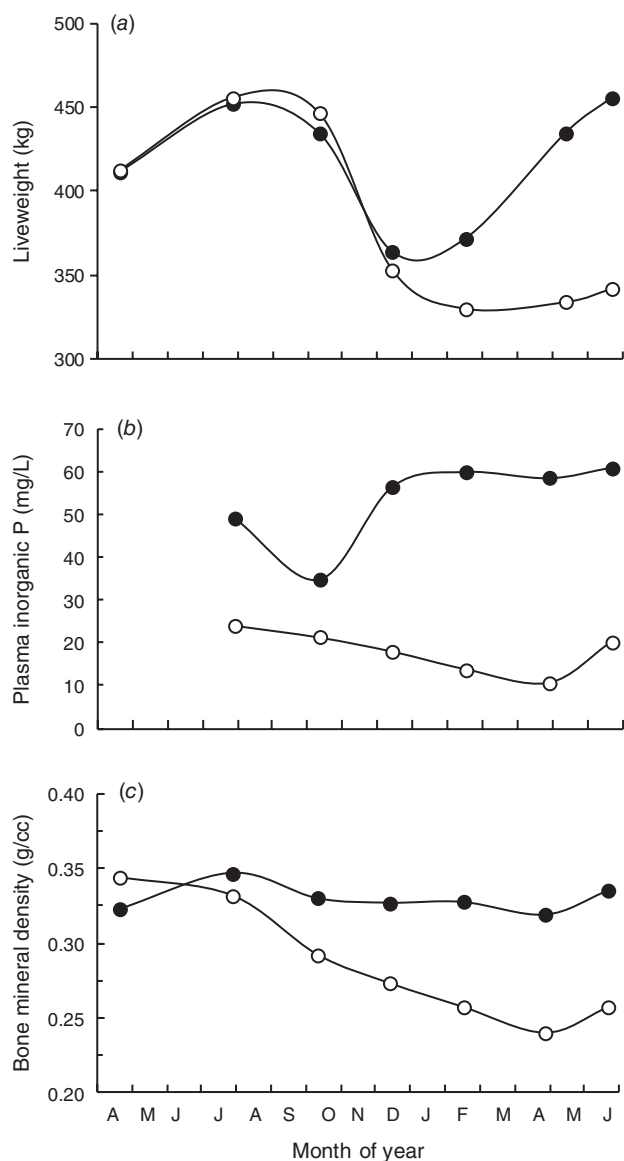 (a)
500
450
400
350
300
Liveweight (kg)
(b)
70
60
50
40
30
20
10
0
Plasma inorganic P (mg/L)
(c)
0.40
0.35
0.30
0.25
0.20
Bone mineral density (g/cc)
A M J J A S O N D J F M A M J
Month of year